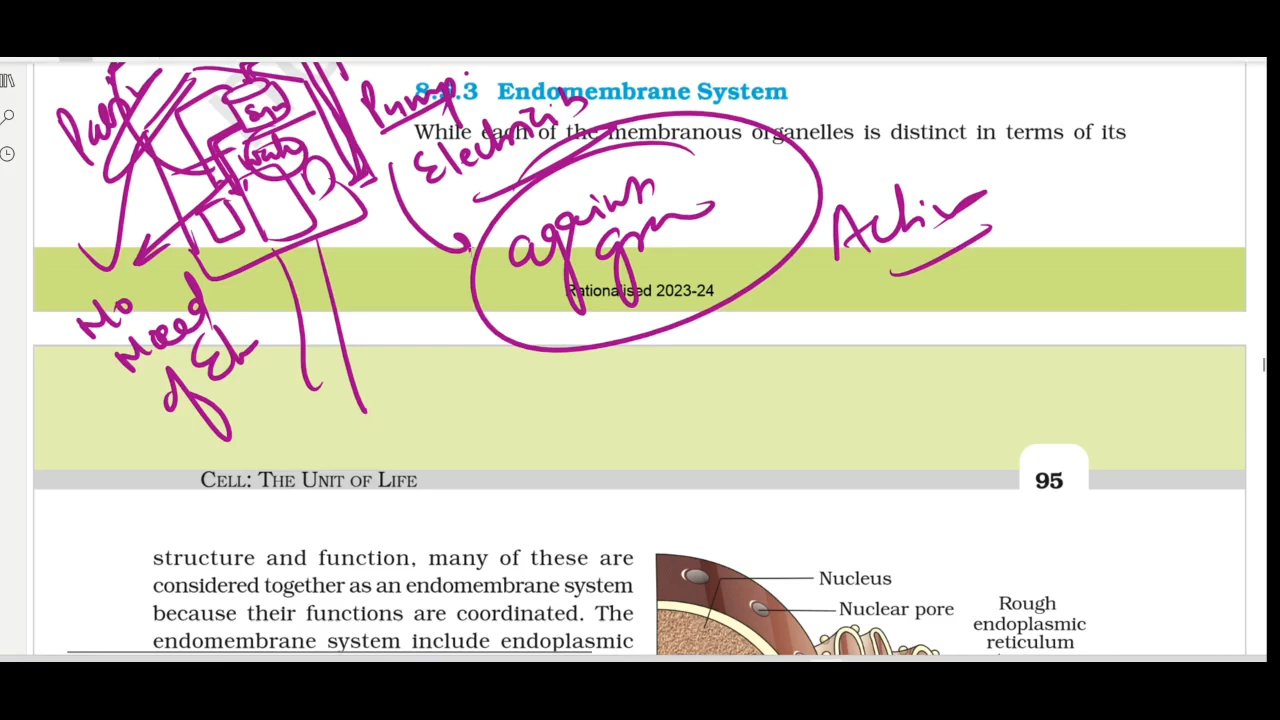 8.5.3 Endomembrane System
While each of the membranous organelles is distinct in terms of its
Pump
Electricis
against
Active
No
Need
of
Rationalised 2023-24
CELL: THE UNIT OF LIFE
95
structure and function, many of these are
considered together as an endomembrane system
because their functions are coordinated. The
endomembrane system include endoplasmic
Nucleus
Nuclear pore
Rough
endoplasmic
reticulum